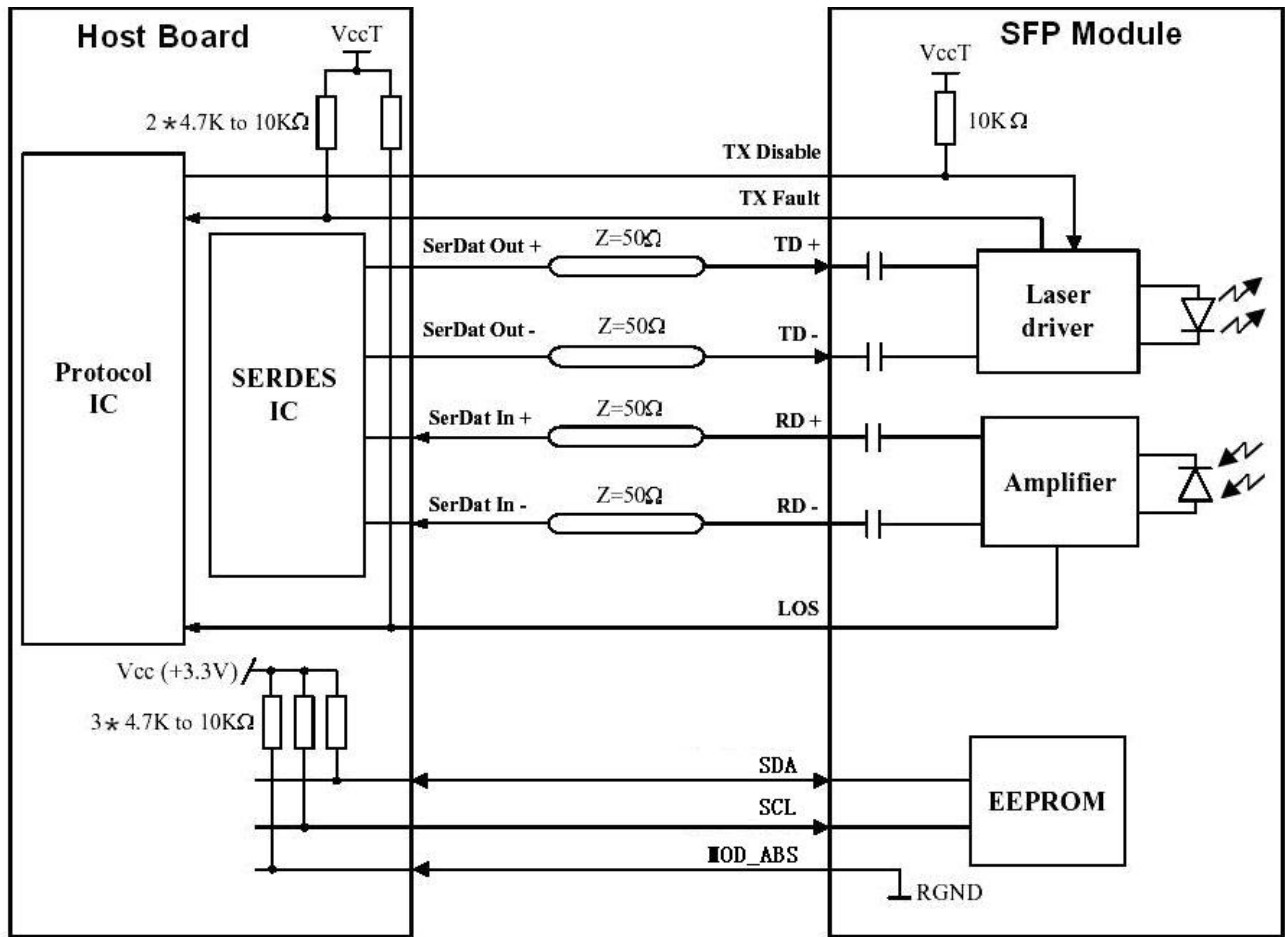 Host Board
SFP Module
VccT
VccT
2*4.7K to 10KΩ
10KΩ
TX Disable
TX Fault
SerDat Out +
Z=50Ω
TD +
SerDat Out -
Z=50Ω
TD -
Laser
driver
Protocol
IC
SERDES
IC
SerDat In +
Z=50Ω
RD +
SerDat In -
Z=50Ω
RD -
Amplifier
LOS
Vcc (+3.3V)
3*4.7K to 10KΩ
SDA
SCL
MOD_ABS
EEPROM
RGND